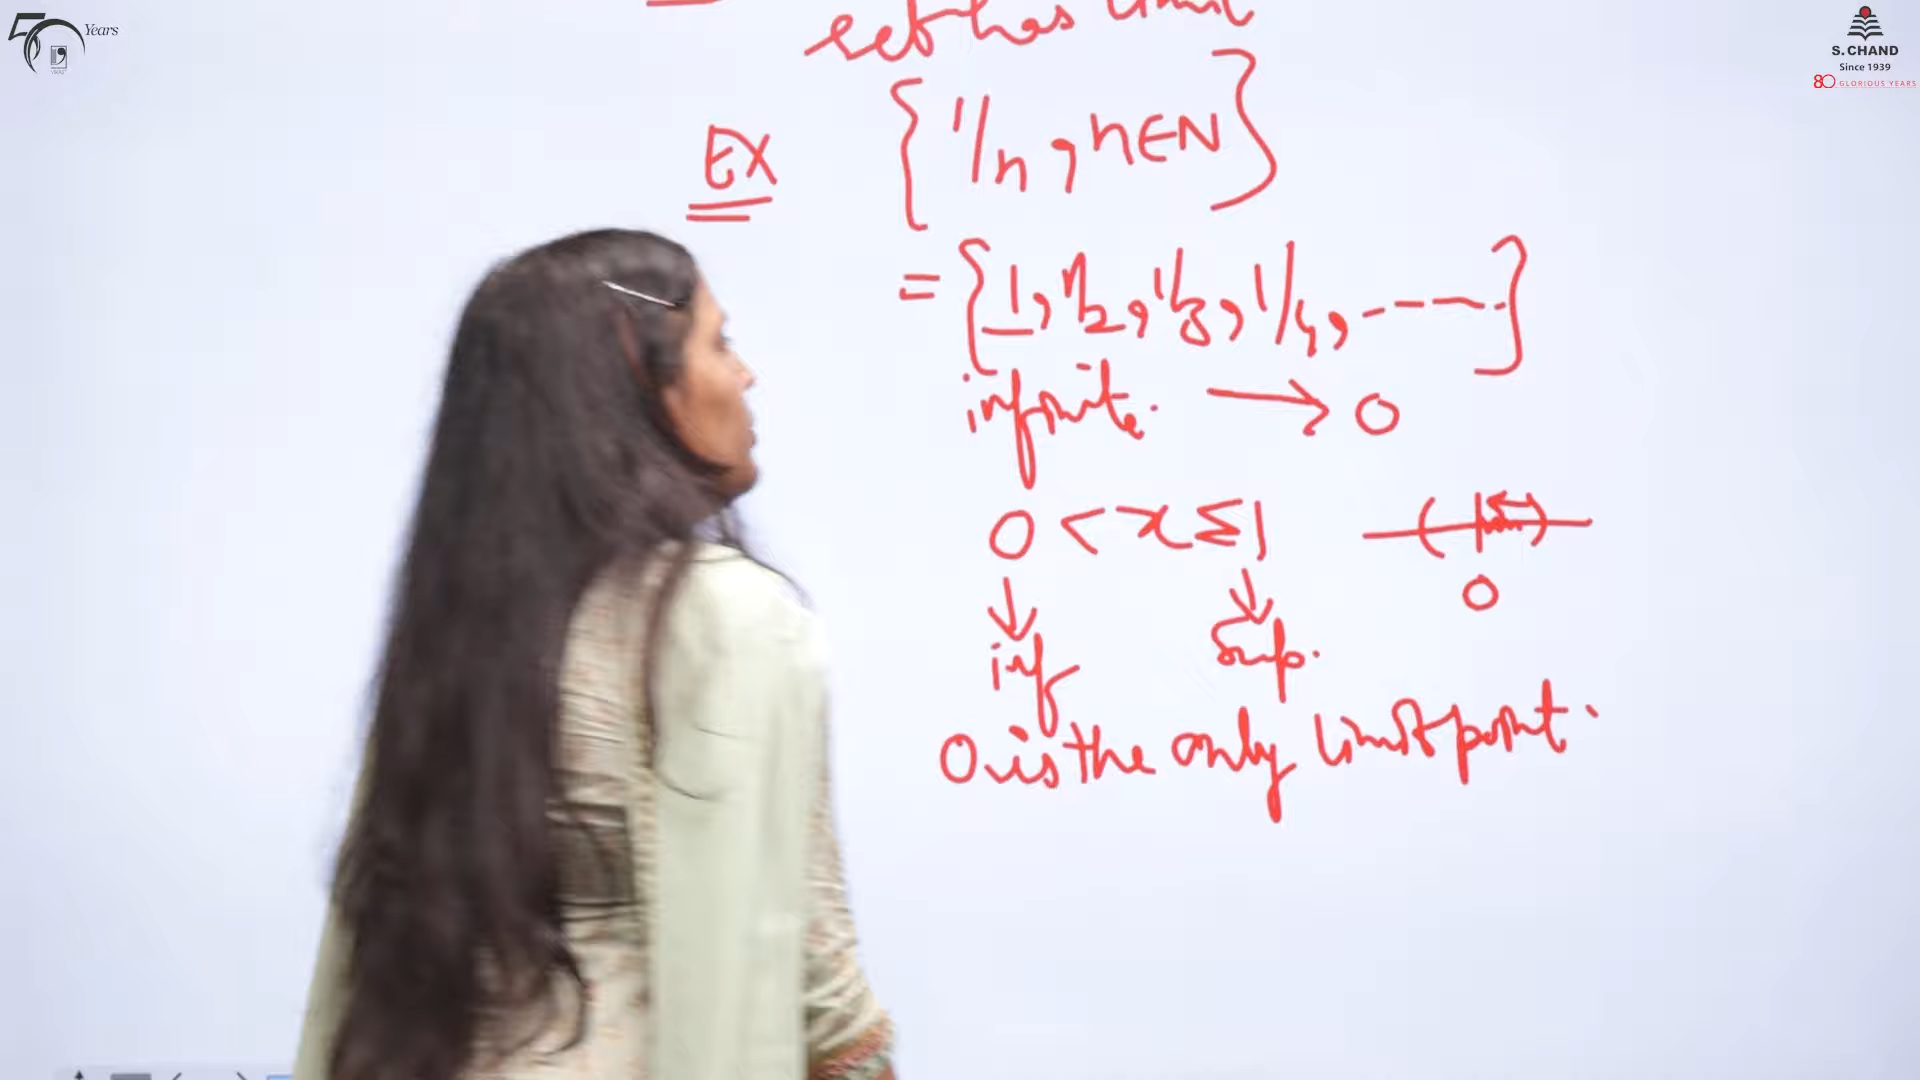 50 Years
S. CHAND
Since 1939
80 GLORIOUS YEARS
set has limit
EX { 1/n , n∈N }
= { 1, 1/2, 1/3, 1/4, ----- }
infinite. → 0
0 < x ≤ 1
0
inf sup.
0 is the only limit point.